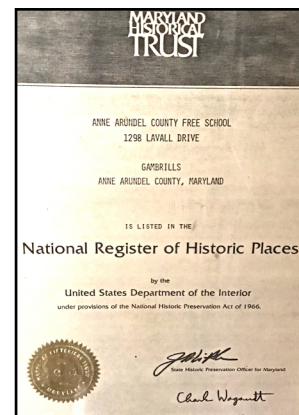 MARYLAND
HISTORICAL
TRUST
ANNE ARUNDEL COUNTY FREE SCHOOL
1298 LAVALL DRIVE
GAMBRILLS
ANNE ARUNDEL COUNTY, MARYLAND
IS LISTED IN THE
National Register of Historic Places
by the
United States Department of the Interior
under provisions of the National Historic Preservation Act of 1966.
State Historic Preservation Officer for Maryland